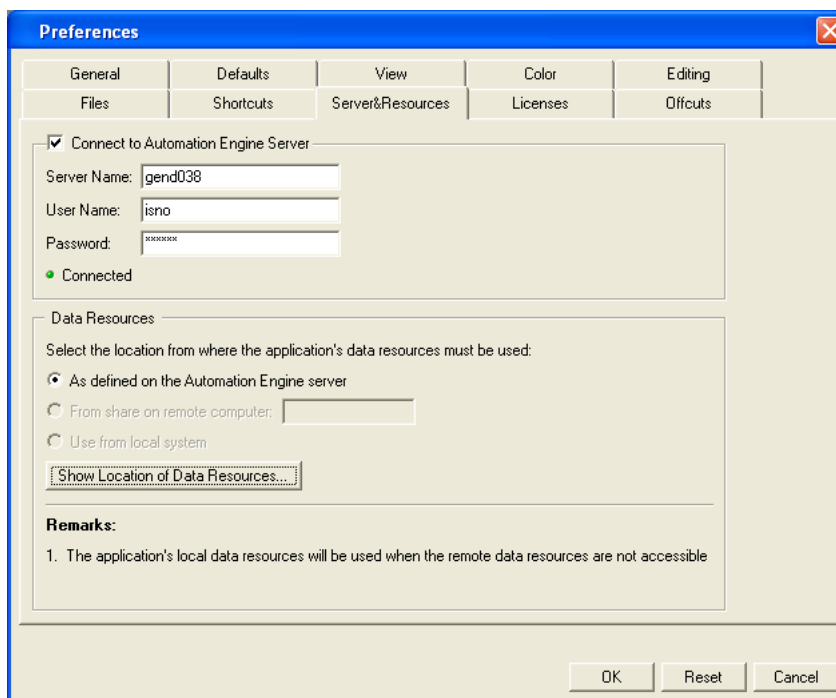 Preferences
General Defaults View Color Editing
Files Shortcuts Server&Resources Licenses Offcuts
Connect to Automation Engine Server
Server Name: gend038
User Name: isno
Password: ******
Connected
Data Resources
Select the location from where the application's data resources must be used:
As defined on the Automation Engine server
From share on remote computer:
Use from local system
Show Location of Data Resources...
Remarks:
1. The application's local data resources will be used when the remote data resources are not accessible
OK Reset Cancel